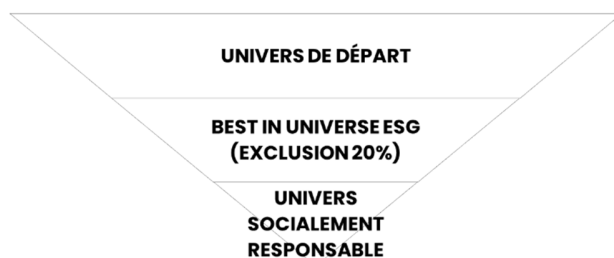 UNIVERS DE DÉPART
BEST IN UNIVERSE ESG
(EXCLUSION 20%)
UNIVERS
SOCIALEMENT
RESPONSABLE